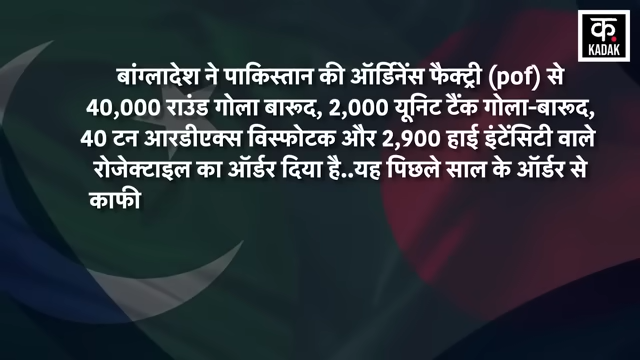 क
KADAK
बांग्लादेश ने पाकिस्तान की ऑर्डिनेंस फैक्ट्री (pof) से
40,000 राउंड गोला बारूद, 2,000 यूनिट टैंक गोला-बारूद,
40 टन आरडीएक्स विस्फोटक और 2,900 हाई इंटेंसिटी वाले
रोजेक्टाइल का ऑर्डर दिया है..यह पिछले साल के ऑर्डर से
काफी